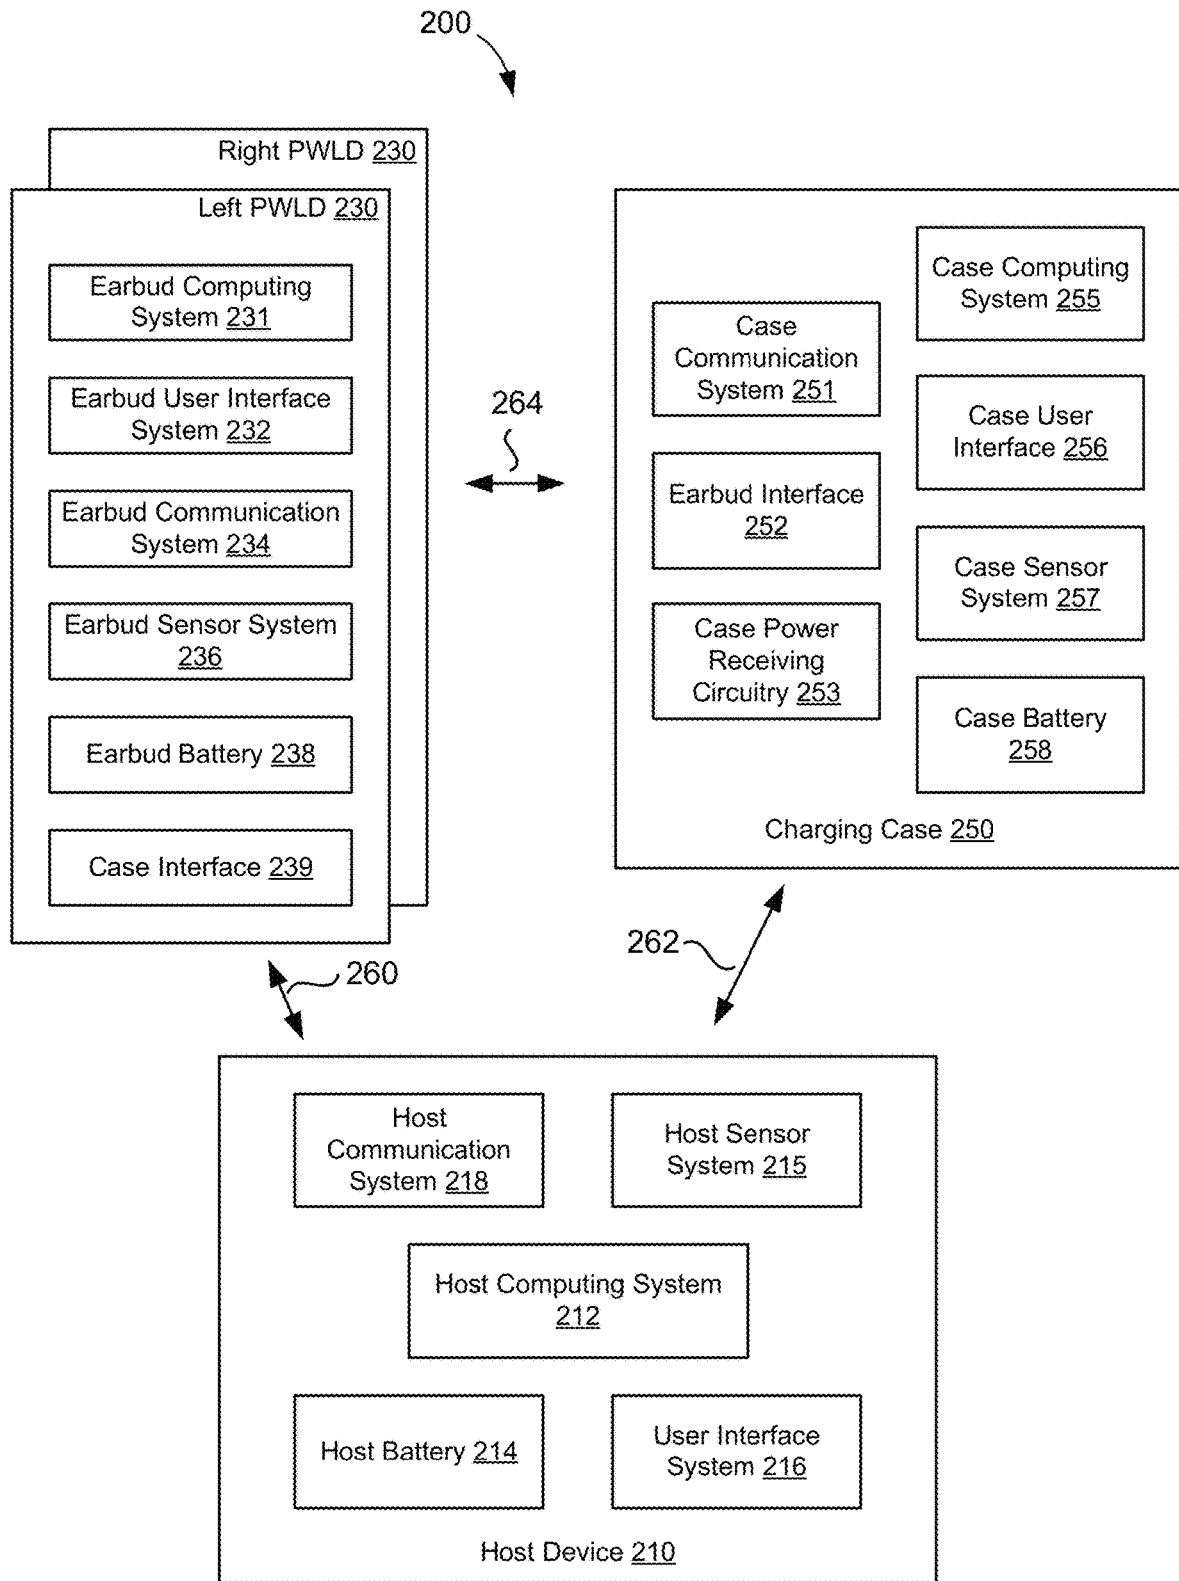 200
Right PWLD 230
Left PWLD 230
Earbud Computing
System 231
Earbud User Interface
System 232
Earbud Communication
System 234
Earbud Sensor System
236
Earbud Battery 238
Case Interface 239
264
Case
Communication
System 251
Earbud Interface
252
Case Power
Receiving
Circuitry 253
Case Computing
System 255
Case User
Interface 256
Case Sensor
System 257
Case Battery
258
Charging Case 250
260
262
Host
Communication
System 218
Host Sensor
System 215
Host Computing System
212
Host Battery 214
User Interface
System 216
Host Device 210